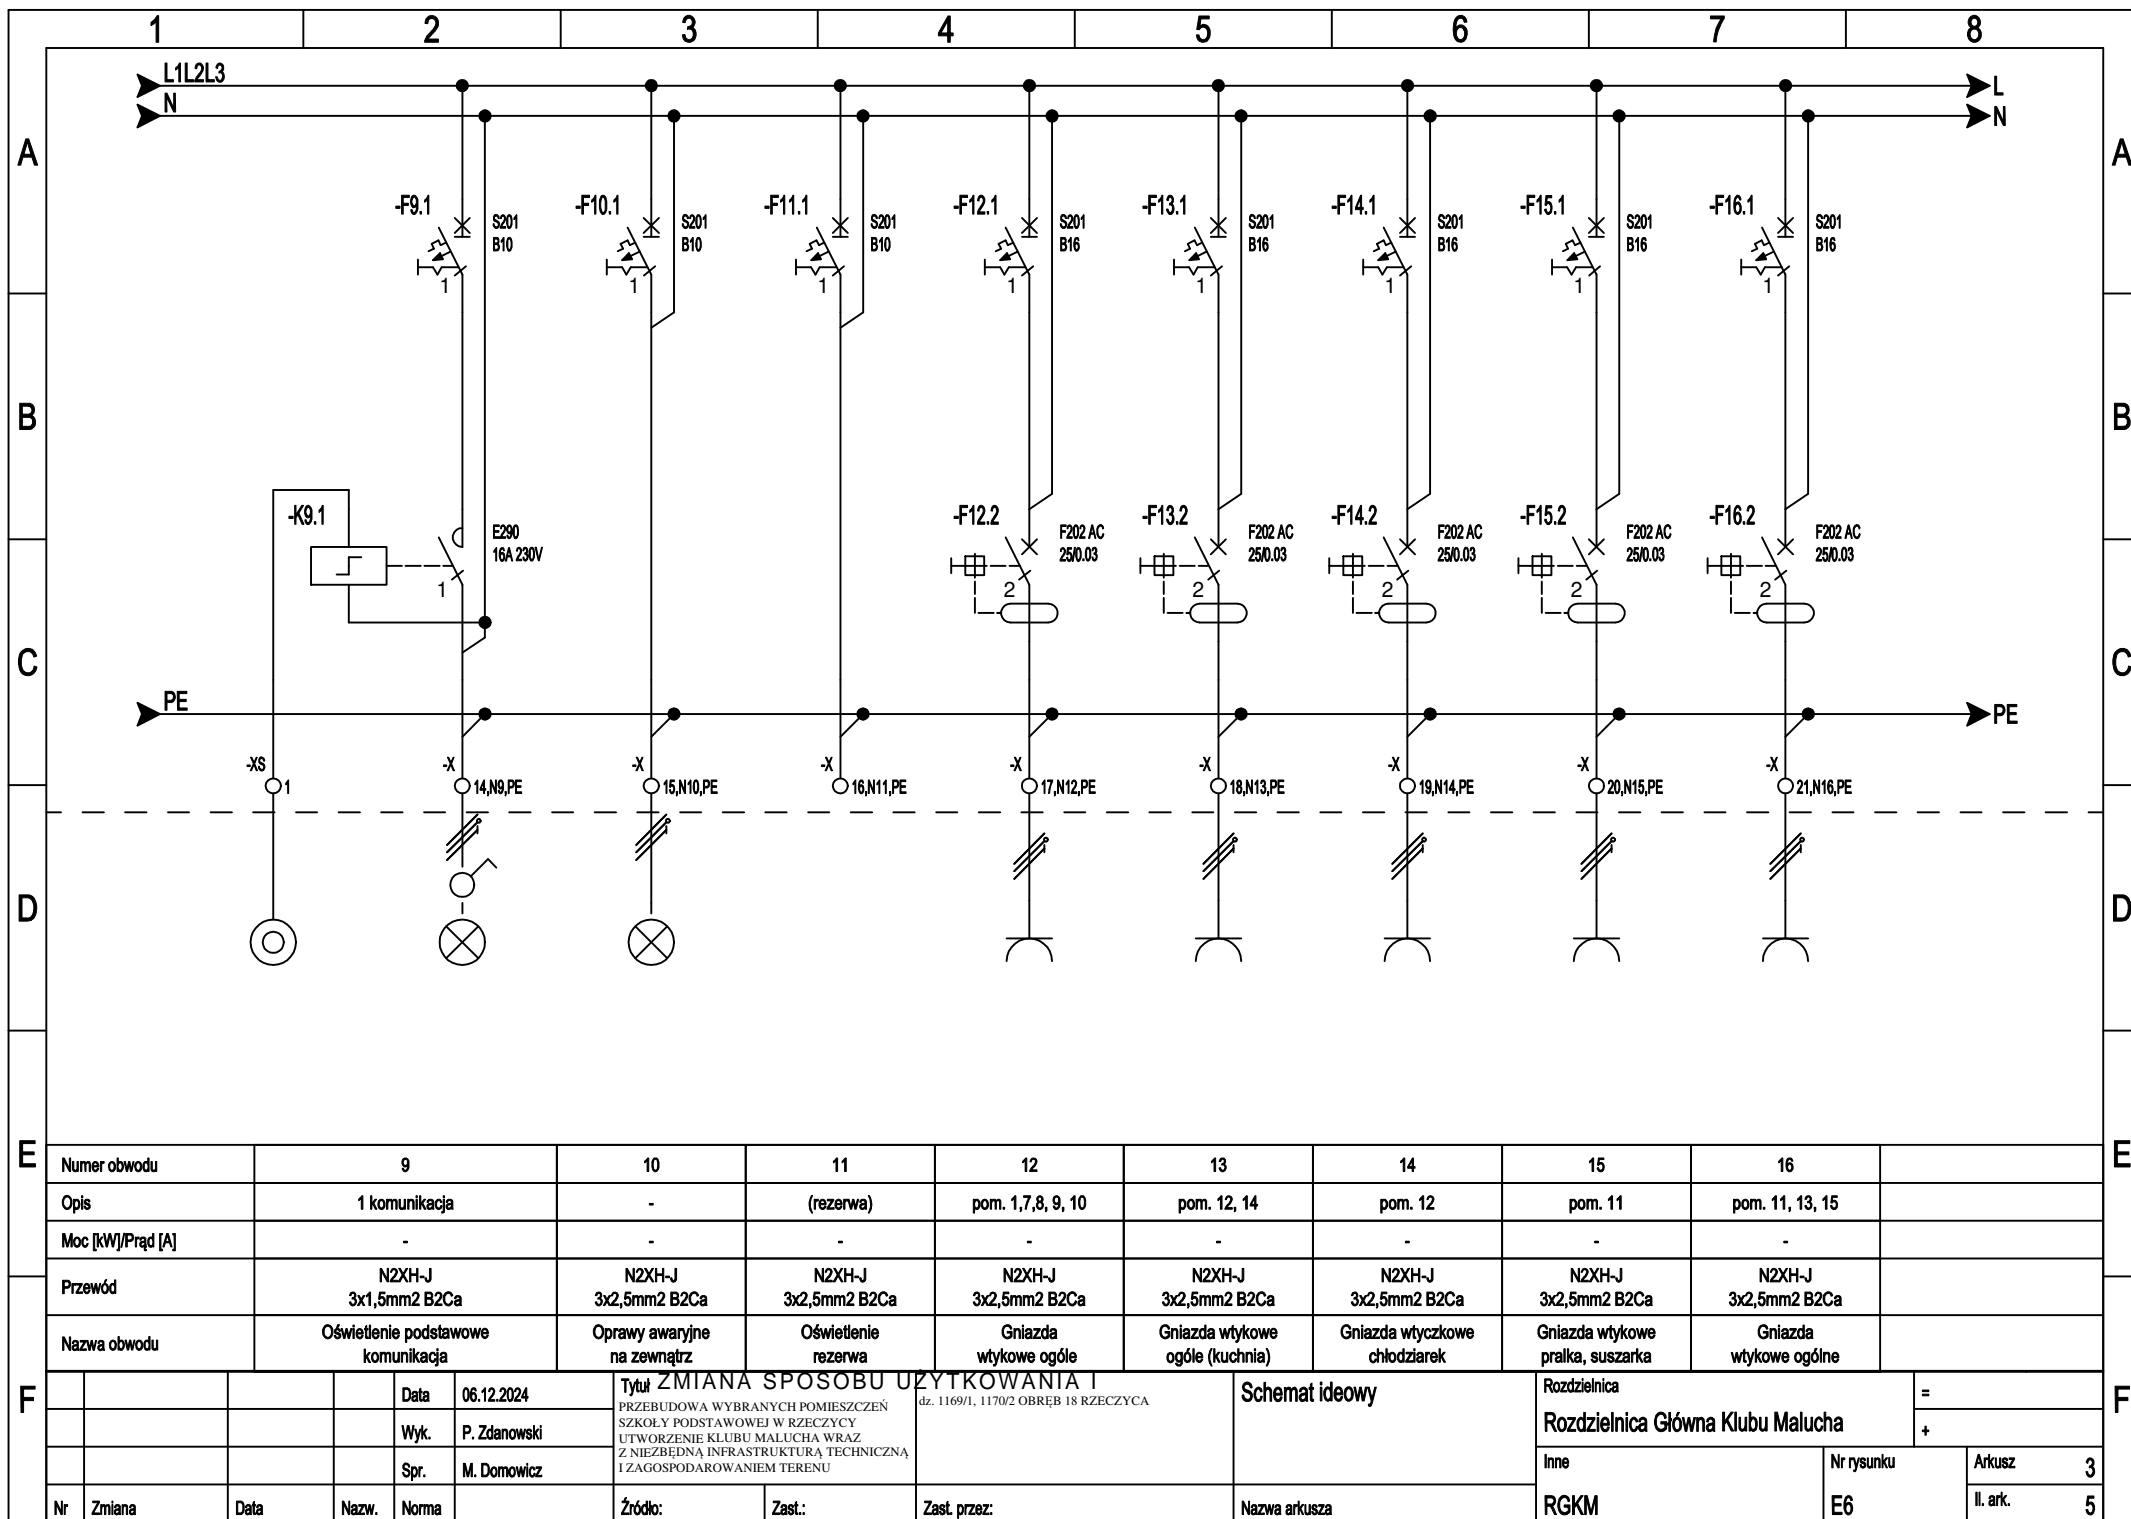 1 2 3 4 5 6 7 8
L1L2L3 L
N N
A A
-F9.1 S201 B10
-F10.1 S201 B10
-F11.1 S201 B10
-F12.1 S201 B16
-F13.1 S201 B16
-F14.1 S201 B16
-F15.1 S201 B16
-F16.1 S201 B16
1 1 1 1 1 1 1 1
B B
-K9.1 E290 16A 230V
1
-F12.2 F202 AC 25/0.03
-F13.2 F202 AC 25/0.03
-F14.2 F202 AC 25/0.03
-F15.2 F202 AC 25/0.03
-F16.2 F202 AC 25/0.03
2 2 2 2 2
C C
PE PE
-XS 1
-X 14,N9,PE
-X 15,N10,PE
-X 16,N11,PE
-X 17,N12,PE
-X 18,N13,PE
-X 19,N14,PE
-X 20,N15,PE
-X 21,N16,PE
D D
E E
Numer obwodu 9 10 11 12 13 14 15 16
Opis 1 komunikacja - (rezerwa) pom. 1,7,8, 9, 10 pom. 12, 14 pom. 12 pom. 11 pom. 11, 13, 15
Moc [kW]/Prąd [A] - - - - - - - -
Przewód
N2XH-J N2XH-J N2XH-J N2XH-J N2XH-J N2XH-J N2XH-J N2XH-J
3x1,5mm2 B2Ca 3x2,5mm2 B2Ca 3x2,5mm2 B2Ca 3x2,5mm2 B2Ca 3x2,5mm2 B2Ca 3x2,5mm2 B2Ca 3x2,5mm2 B2Ca 3x2,5mm2 B2Ca
Nazwa obwodu
Oświetlenie podstawowe komunikacja
Oprawy awaryjne na zewnątrz
Oświetlenie rezerwa
Gniazda wtykowe ogóle
Gniazda wtykowe ogóle (kuchnia)
Gniazda wtyczkowe chłodziarek
Gniazda wtykowe pralka, suszarka
Gniazda wtykowe ogólne
F F
Data 06.12.2024
Wyk. P. Zdanowski
Spr. M. Domowicz
Nr Zmiana Data Nazw. Norma
Tytuł ZMIANA SPOSOBU UŻYTKOWANIA I
PRZEBUDOWA WYBRANYCH POMIESZCZEŃ
SZKOŁY PODSTAWOWEJ W RZECZYCY
UTWORZENIE KLUBU MALUCHA WRAZ
Z NIEZBĘDNĄ INFRASTRUKTURĄ TECHNICZNĄ
I ZAGOSPODAROWANIEM TERENU
dz. 1169/1, 1170/2 OBRĘB 18 RZECZYCA
Źródło: Zast.: Zast. przez:
Schemat ideowy
Nazwa arkusza
Rozdzielnica
Rozdzielnica Główna Klubu Malucha
=
+
Inne
RGKM
Nr rysunku
E6
Arkusz 3
Il. ark. 5